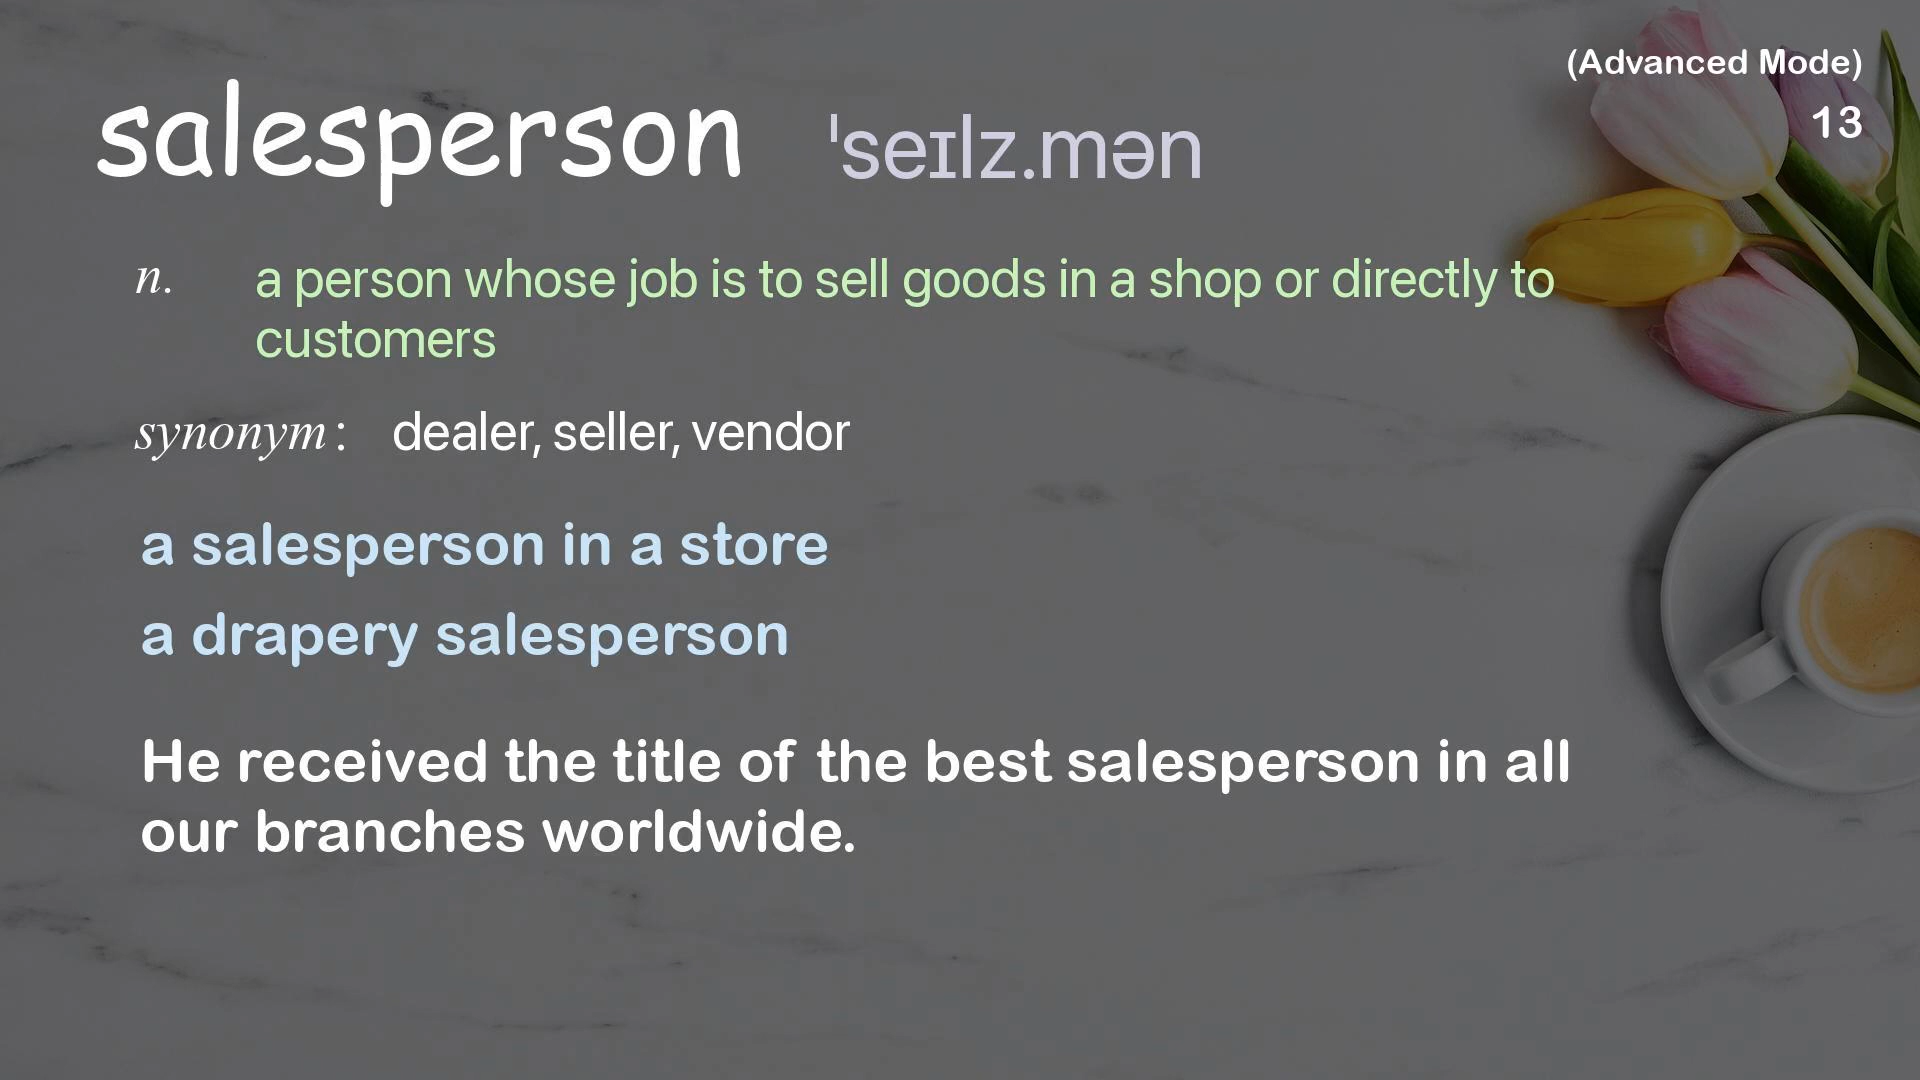 (Advanced Mode)
13
salesperson ˈseɪlz.mən
n. a person whose job is to sell goods in a shop or directly to
customers
synonym: dealer, seller, vendor
a salesperson in a store
a drapery salesperson
He received the title of the best salesperson in all
our branches worldwide.